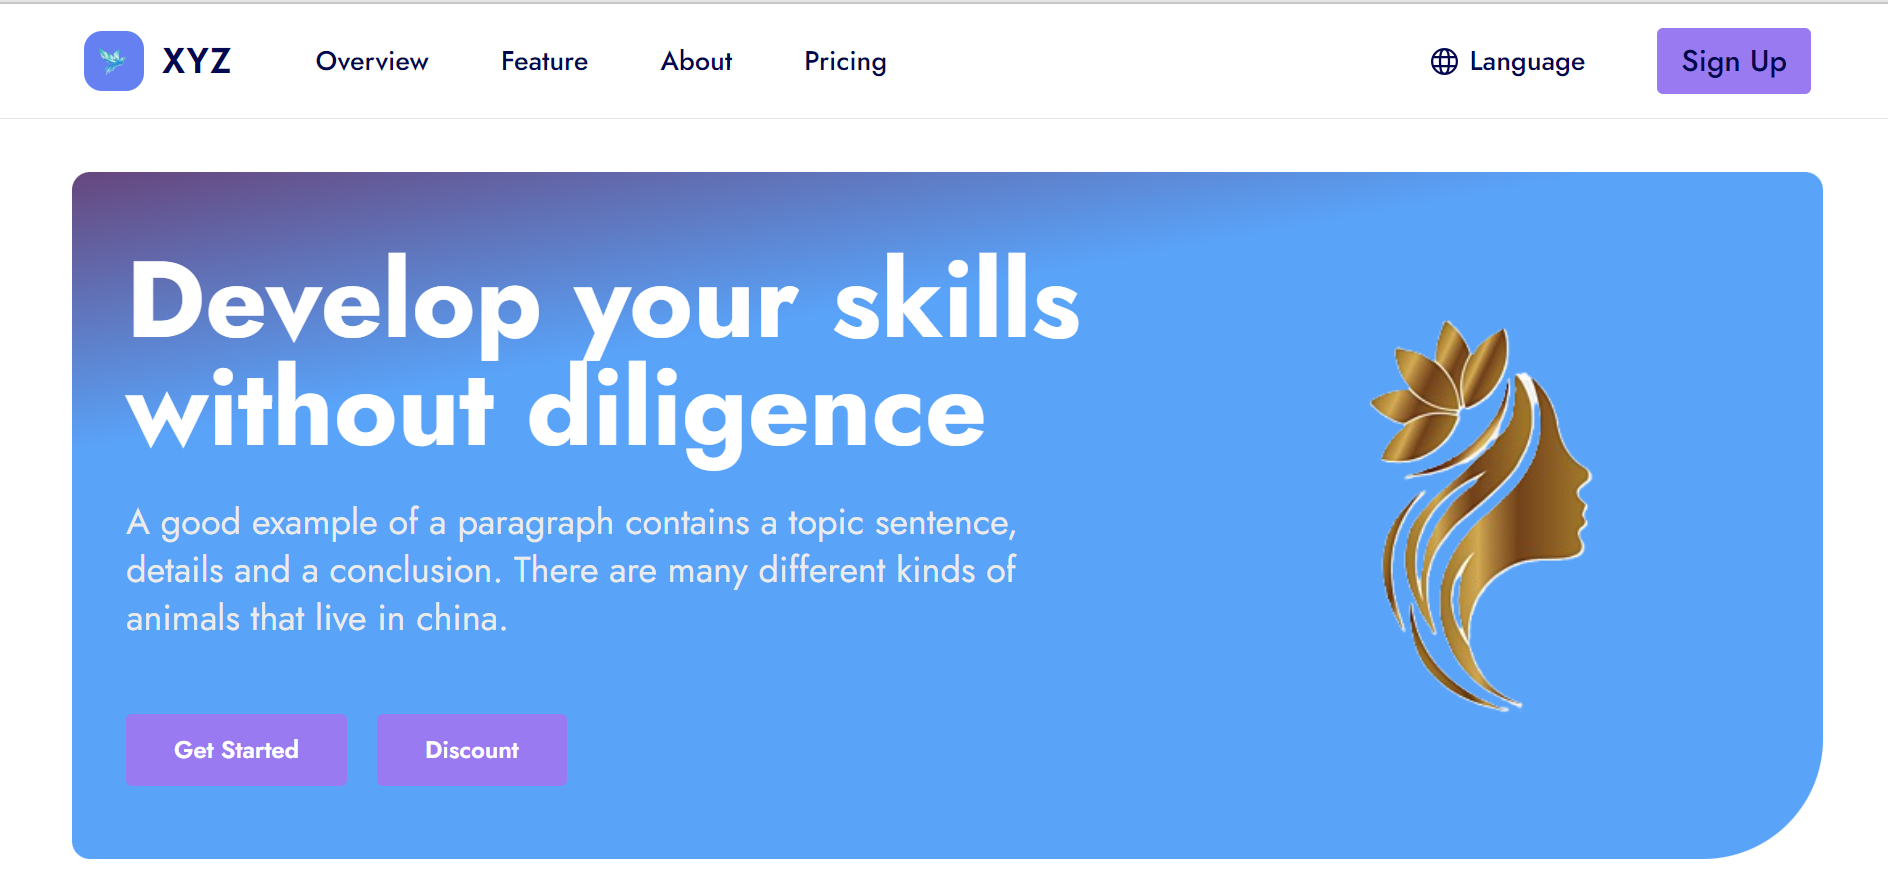 XYZ
Overview
Feature
About
Pricing
Language
Sign Up
Develop your skills
without diligence
A good example of a paragraph contains a topic sentence,
details and a conclusion. There are many different kinds of
animals that live in china.
Get Started
Discount